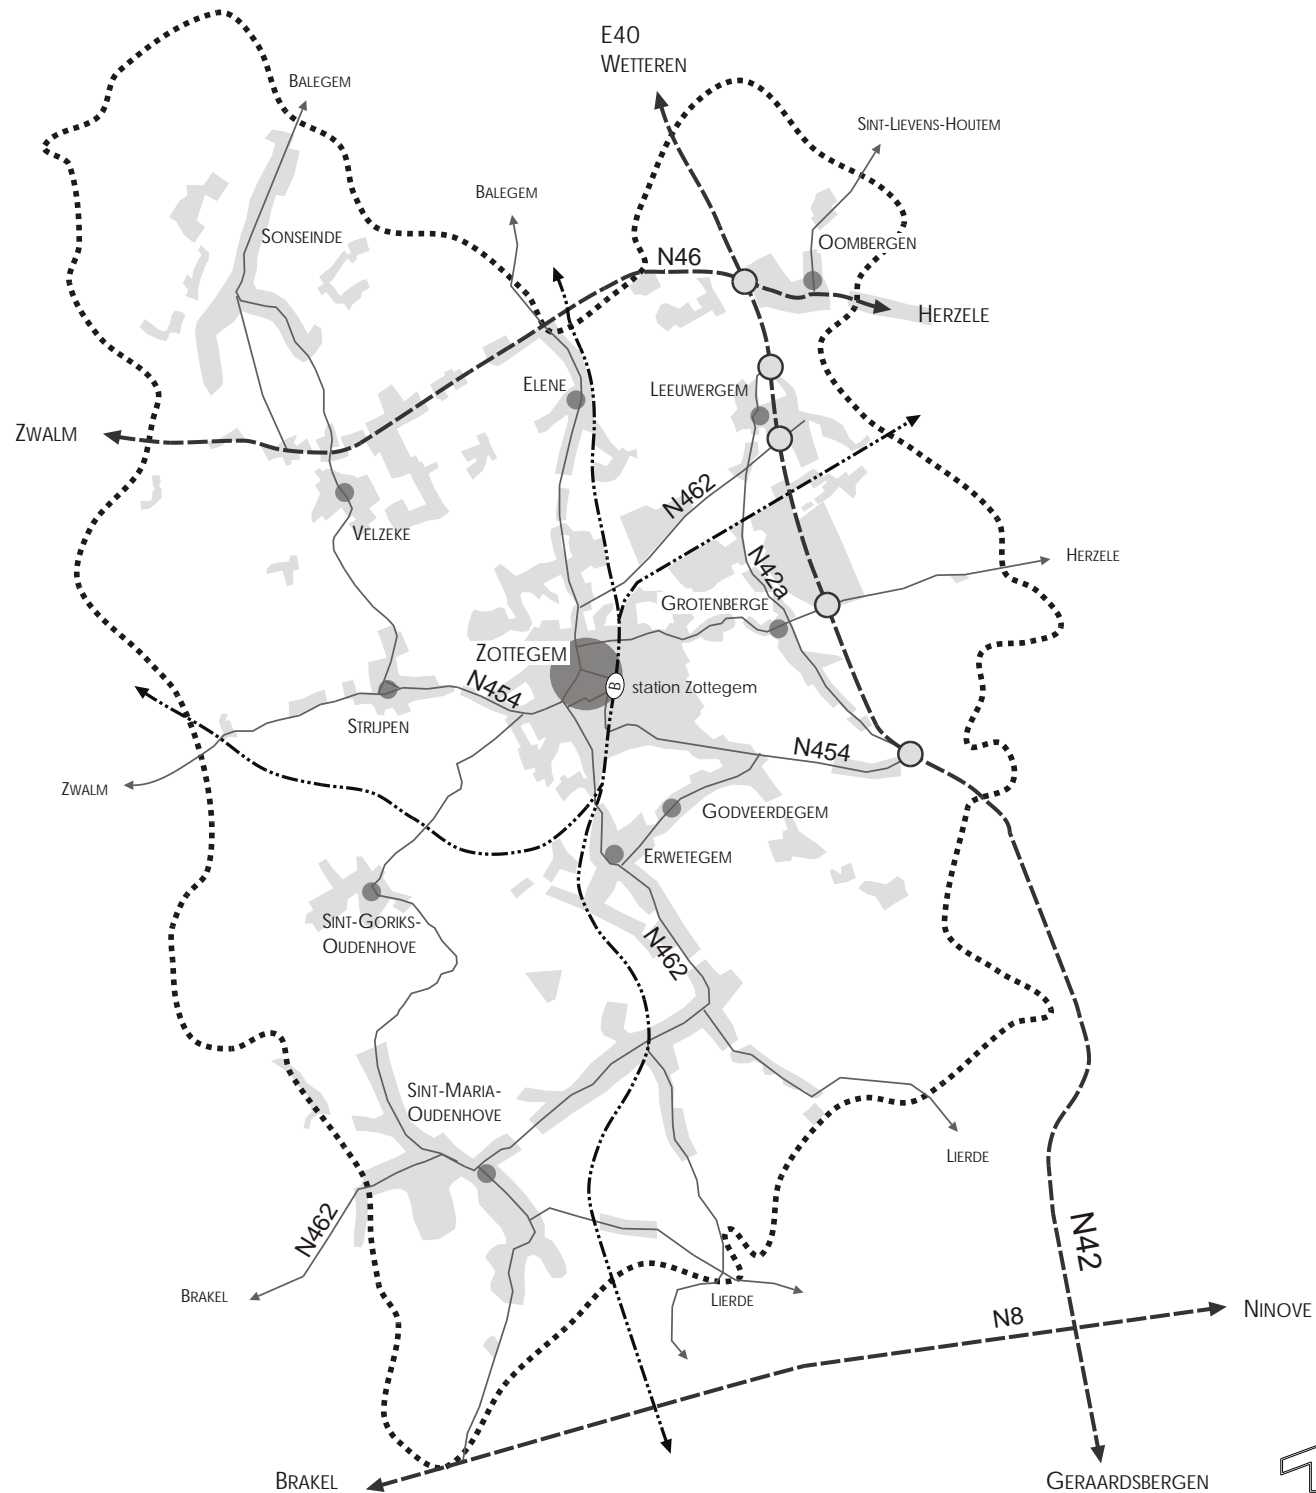 E40
WETTEREN
BALEGEM
SINT-LIEVENS-HOUTEM
BALEGEM
SONSEINDE
OOMBERGEN
N46
HERZELE
ELENE
LEEUWERGEM
ZWALM
N462
VELZEKE
HERZELE
N42a
GROTENBERGE
ZOTTEGEM
N454
B
station Zottegem
STRIJPEN
N454
ZWALM
GODVEERDEGEM
ERWETEGEM
SINT-GORIKS-
OUDENHOVE
N462
SINT-MARIA-
OUDENHOVE
LIERDE
N462
N42
BRAKEL
LIERDE
N8
NINOVE
BRAKEL
GERAARDSBERGEN